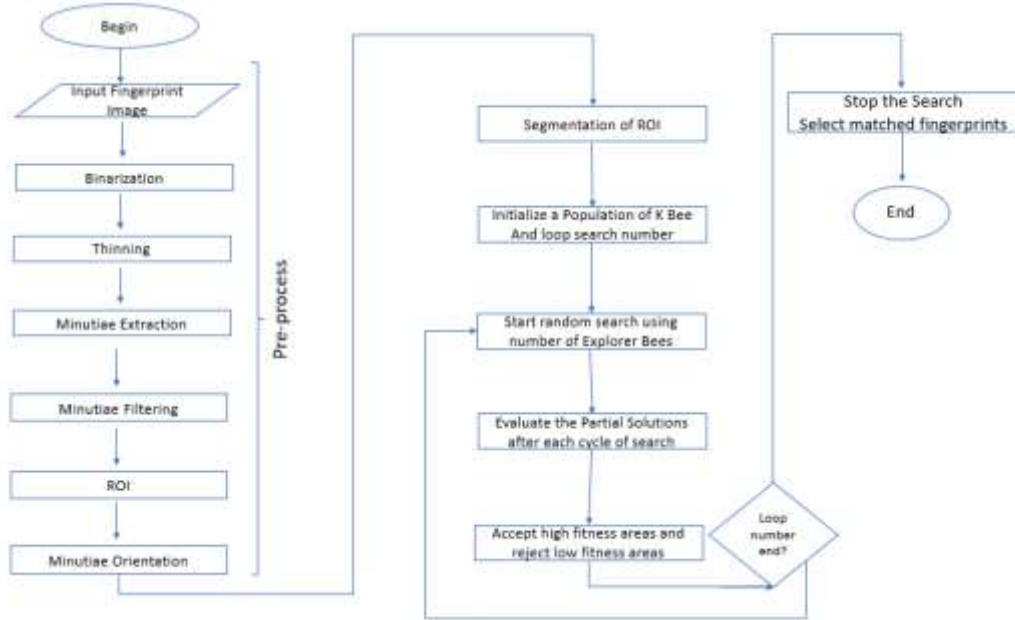 Begin
Input Fingerprint
Image
Binarization
Thinning
Minutiae Extraction
Minutiae Filtering
ROI
Minutiae Orientation
Pre-process
Segmentation of ROI
Initialize a Population of K Bee
And loop search number
Start random search using
number of Explorer Bees
Evaluate the Partial Solutions
after each cycle of search
Accept high fitness areas and
reject low fitness areas
Loop
number
end?
Stop the Search
Select matched fingerprints
End